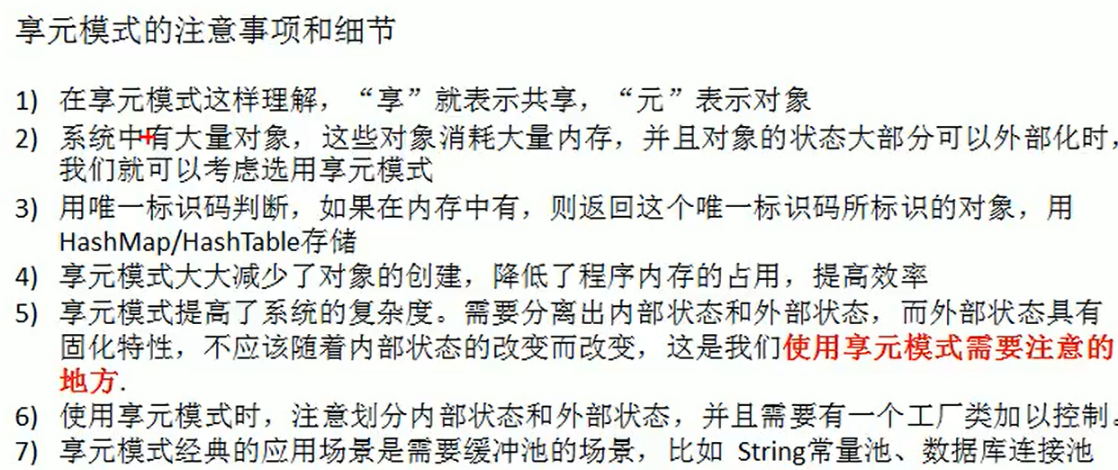 享元模式的注意事项和细节
1) 在享元模式这样理解，“享”就表示共享，“元”表示对象
2) 系统中有大量对象，这些对象消耗大量内存，并且对象的状态大部分可以外部化时，
我们就可以考虑选用享元模式
3) 用唯一标识码判断，如果在内存中有，则返回这个唯一标识码所标识的对象，用
HashMap/HashTable存储
4) 享元模式大大减少了对象的创建，降低了程序内存的占用，提高效率
5) 享元模式提高了系统的复杂度。需要分离出内部状态和外部状态，而外部状态具有
固化特性，不应该随着内部状态的改变而改变，这是我们使用享元模式需要注意的
地方.
6) 使用享元模式时，注意划分内部状态和外部状态，并且需要有一个工厂类加以控制。
7) 享元模式经典的应用场景是需要缓冲池的场景，比如 String常量池、数据库连接池